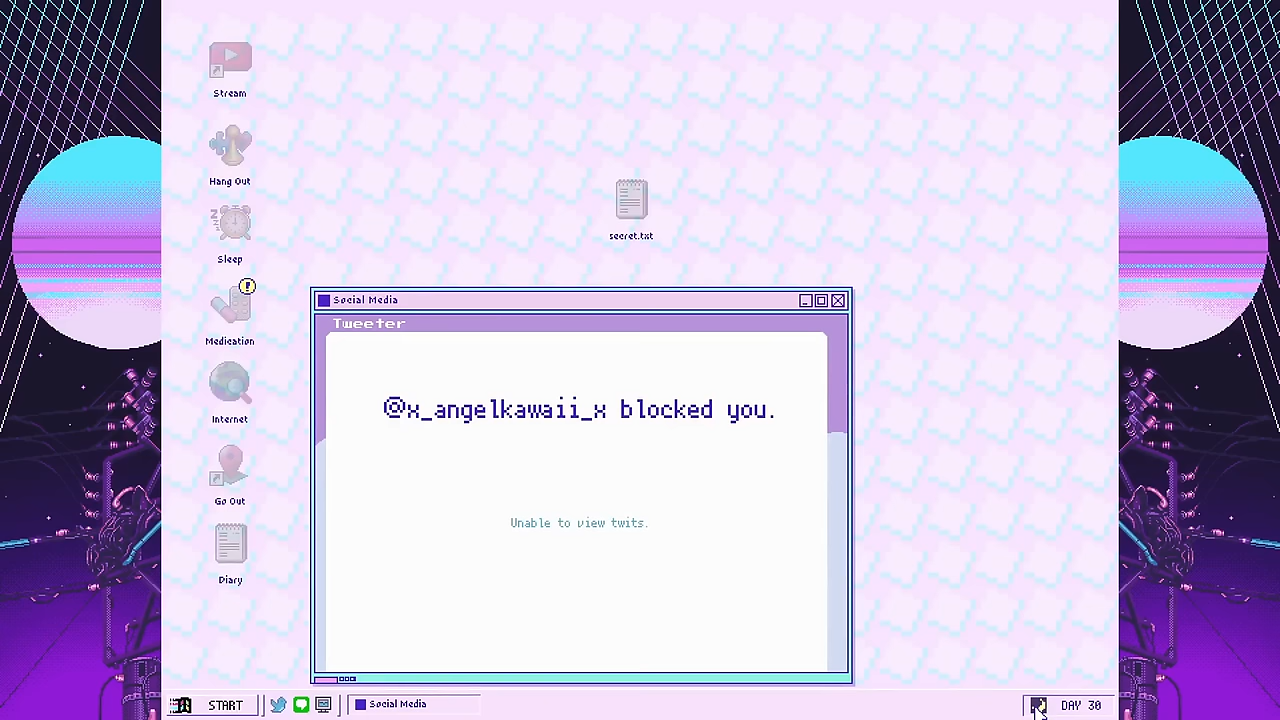 Stream
Hang Out
Sleep
Medication
Internet
Go Out
Diary
secret.txt
Social Media
Tweeter
@x_angelkawaii_x blocked you.
Unable to view twits.
START
Social Media
DAY 30